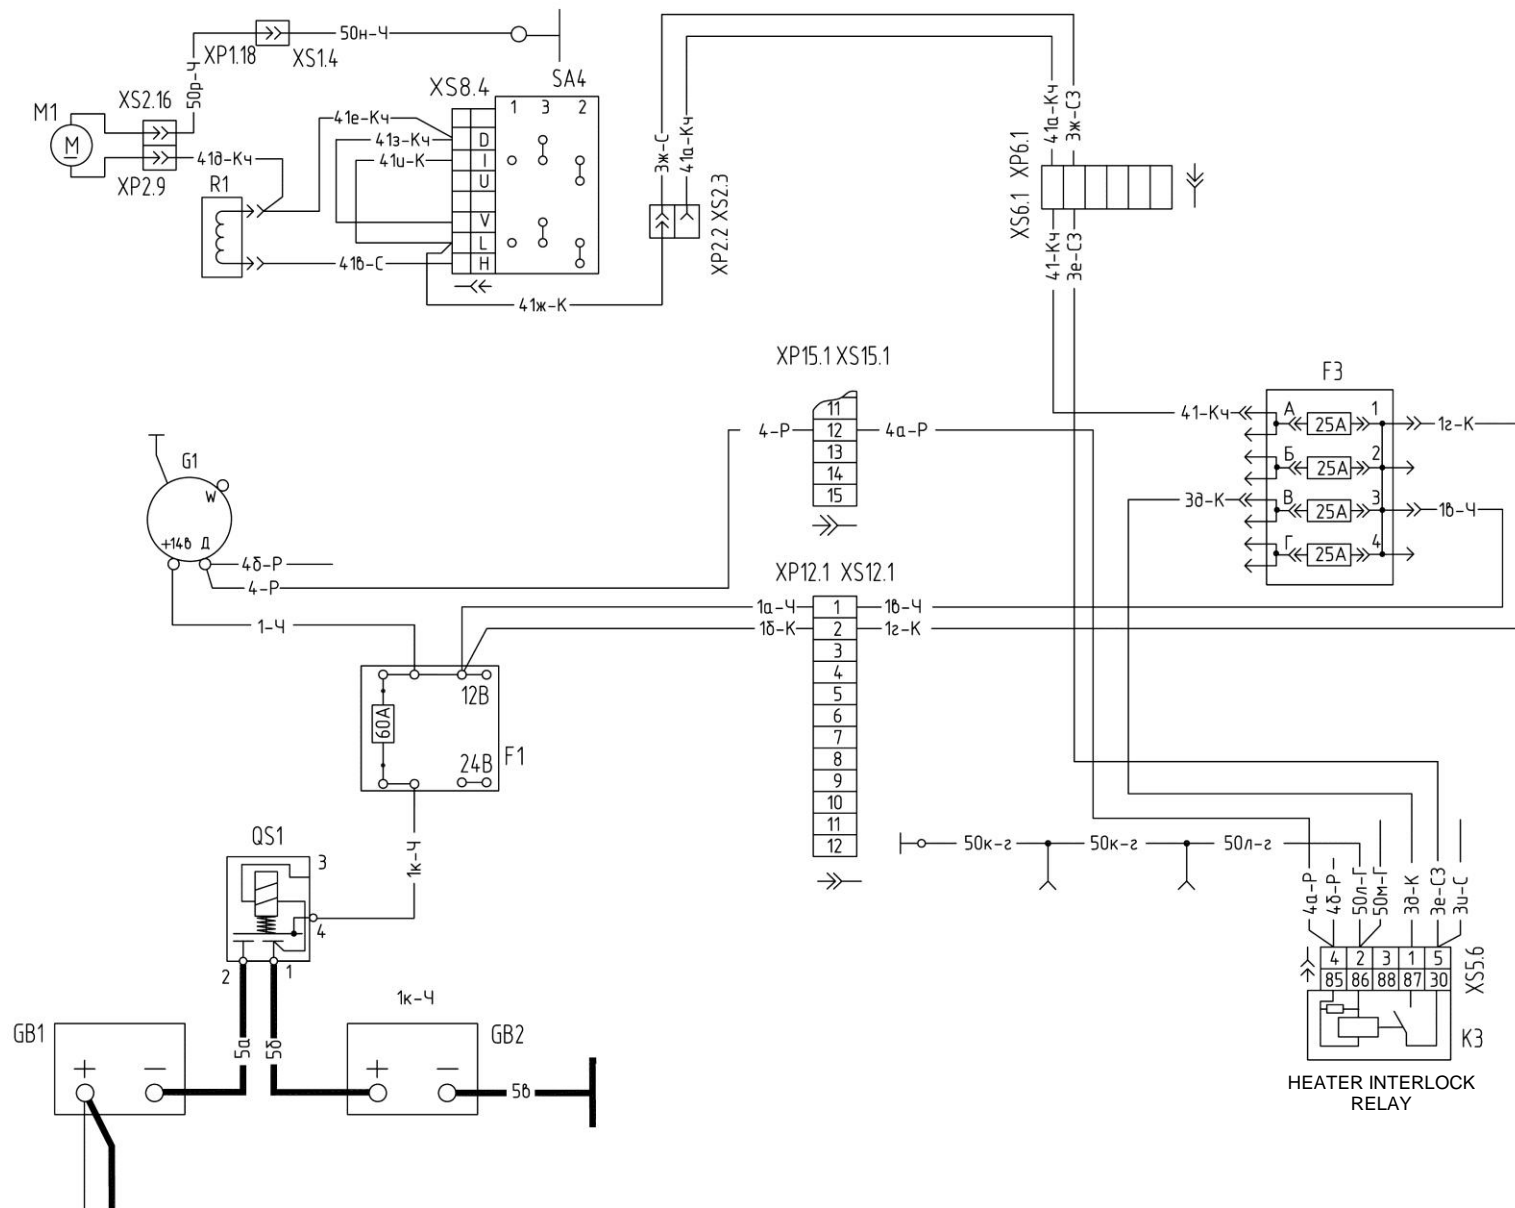 50н-Ч
XP1.18
XS1.4
50р-Ч
M1
XS2.16
M
XP2.9
41д-Кч
R1
XS8.4
SA4
1 3 2
D
I
U
V
L
H
41е-Кч
41з-Кч
41и-К
41в-С
41ж-К
3ж-С
41а-Кч
XP2.2 XS2.3
41а-Кч
3ж-СЗ
XS6.1 XP6.1
41-Кч
3е-СЗ
XP15.1 XS15.1
11
4-Р 12 4а-Р
13
14
15
F3
41-Кч А 25А 1 1г-К
Б 25А 2
3д-К В 25А 3 1в-Ч
Г 25А 4
G1
W
+14в Д
4б-Р
4-Р
1-Ч
XP12.1 XS12.1
1а-Ч 1 1в-Ч
1б-К 2 1г-К
3
4
5
6
7
8
9
10
11
12
12В
60А
24В
F1
1к-Ч
QS1
3
4
2 1
5а
5б
1к-Ч
GB1
+ −
GB2
+ −
5в
50к-г 50к-г 50л-г
4а-Р
4б-Р
50л-Г
50м-Г
3д-К
3е-СЗ
3и-С
4 2 3 1 5
85 86 88 87 30
XS5.6
K3
HEATER INTERLOCK
RELAY